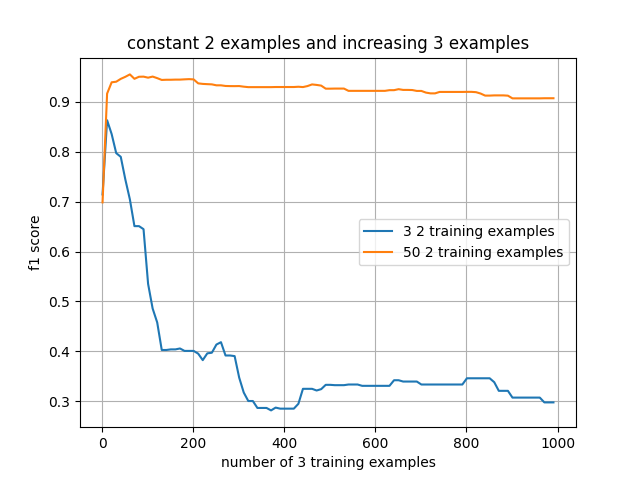 constant 2 examples and increasing 3 examples
f1 score
0.9
0.8
0.7
0.6
0.5
0.4
0.3
3 2 training examples
50 2 training examples
0 200 400 600 800 1000
number of 3 training examples